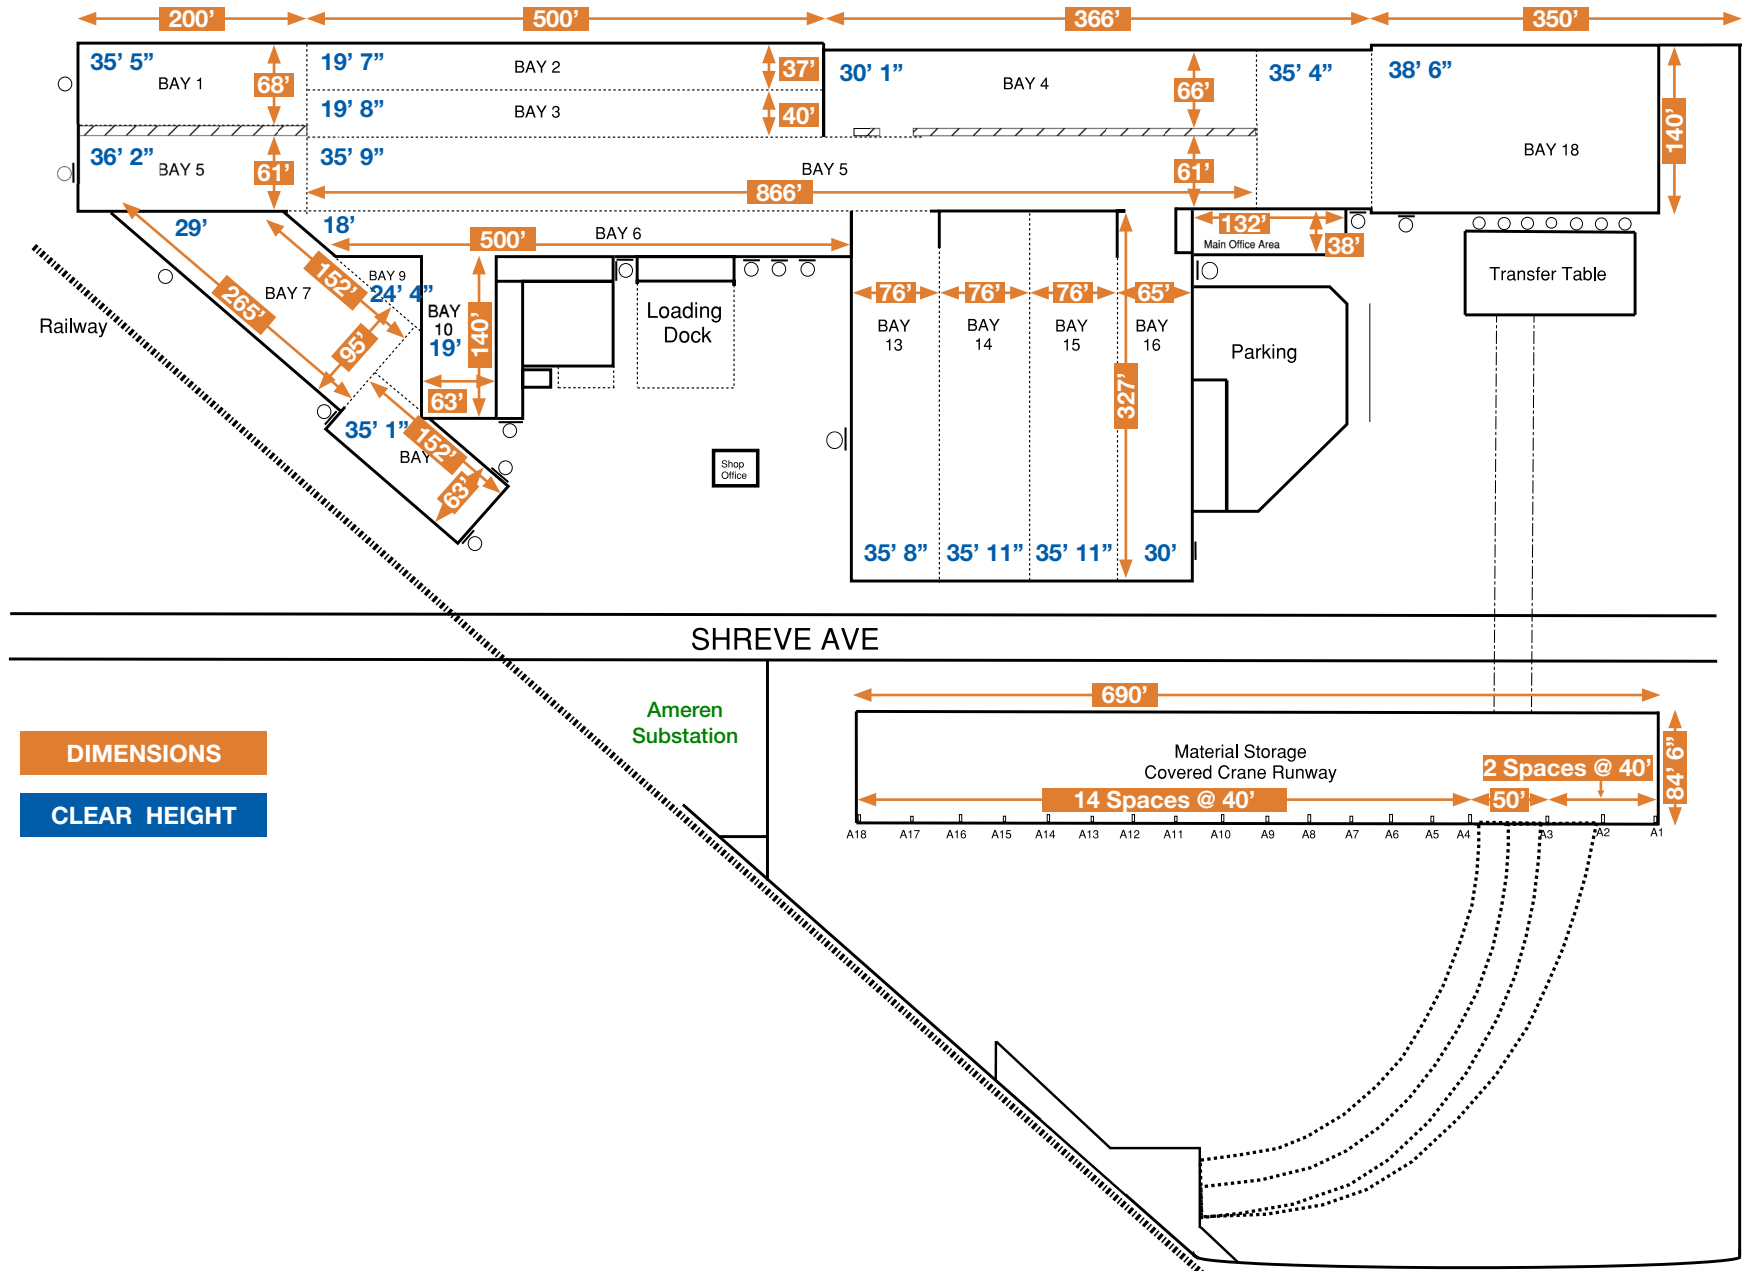 200’
500’
366’
350’
35’ 5”
BAY 1
68’
19’ 7”
BAY 2
37’
19’ 8”
BAY 3
40’
30’ 1”
BAY 4
66’
35’ 4”
38’ 6”
BAY 18
140’
36’ 2”
BAY 5
61’
35’ 9”
BAY 5
866’
61’
29’
18’
500’
BAY 6
132’
Main Office Area
38’
Transfer Table
BAY 7
265’
152’
95’
BAY 9
24’ 4”
BAY
10
19’
140’
63’
Loading
Dock
Railway
35’ 1”
BAY
152’
63’
Shop
Office
76’
BAY
13
76’
BAY
14
76’
BAY
15
65’
BAY
16
327’
Parking
35’ 8”
35’ 11”
35’ 11”
30’
SHREVE AVE
Ameren
Substation
DIMENSIONS
CLEAR HEIGHT
690’
Material Storage
Covered Crane Runway
84’ 6”
2 Spaces @ 40’
14 Spaces @ 40’
50’
A18
A17
A16
A15
A14
A13
A12
A11
A10
A9
A8
A7
A6
A5
A4
A3
A2
A1